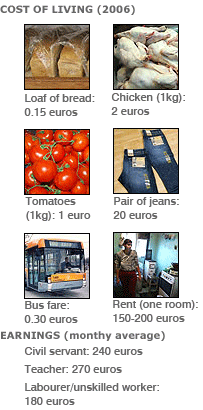 COST OF LIVING (2006)
Loaf of bread:
0.15 euros
Chicken (1kg):
2 euros
Tomatoes
(1kg): 1 euro
Pair of jeans:
20 euros
Bus fare:
0.30 euros
Rent (one room):
150-200 euros
EARNINGS (monthy average)
Civil servant: 240 euros
Teacher: 270 euros
Labourer/unskilled worker:
180 euros